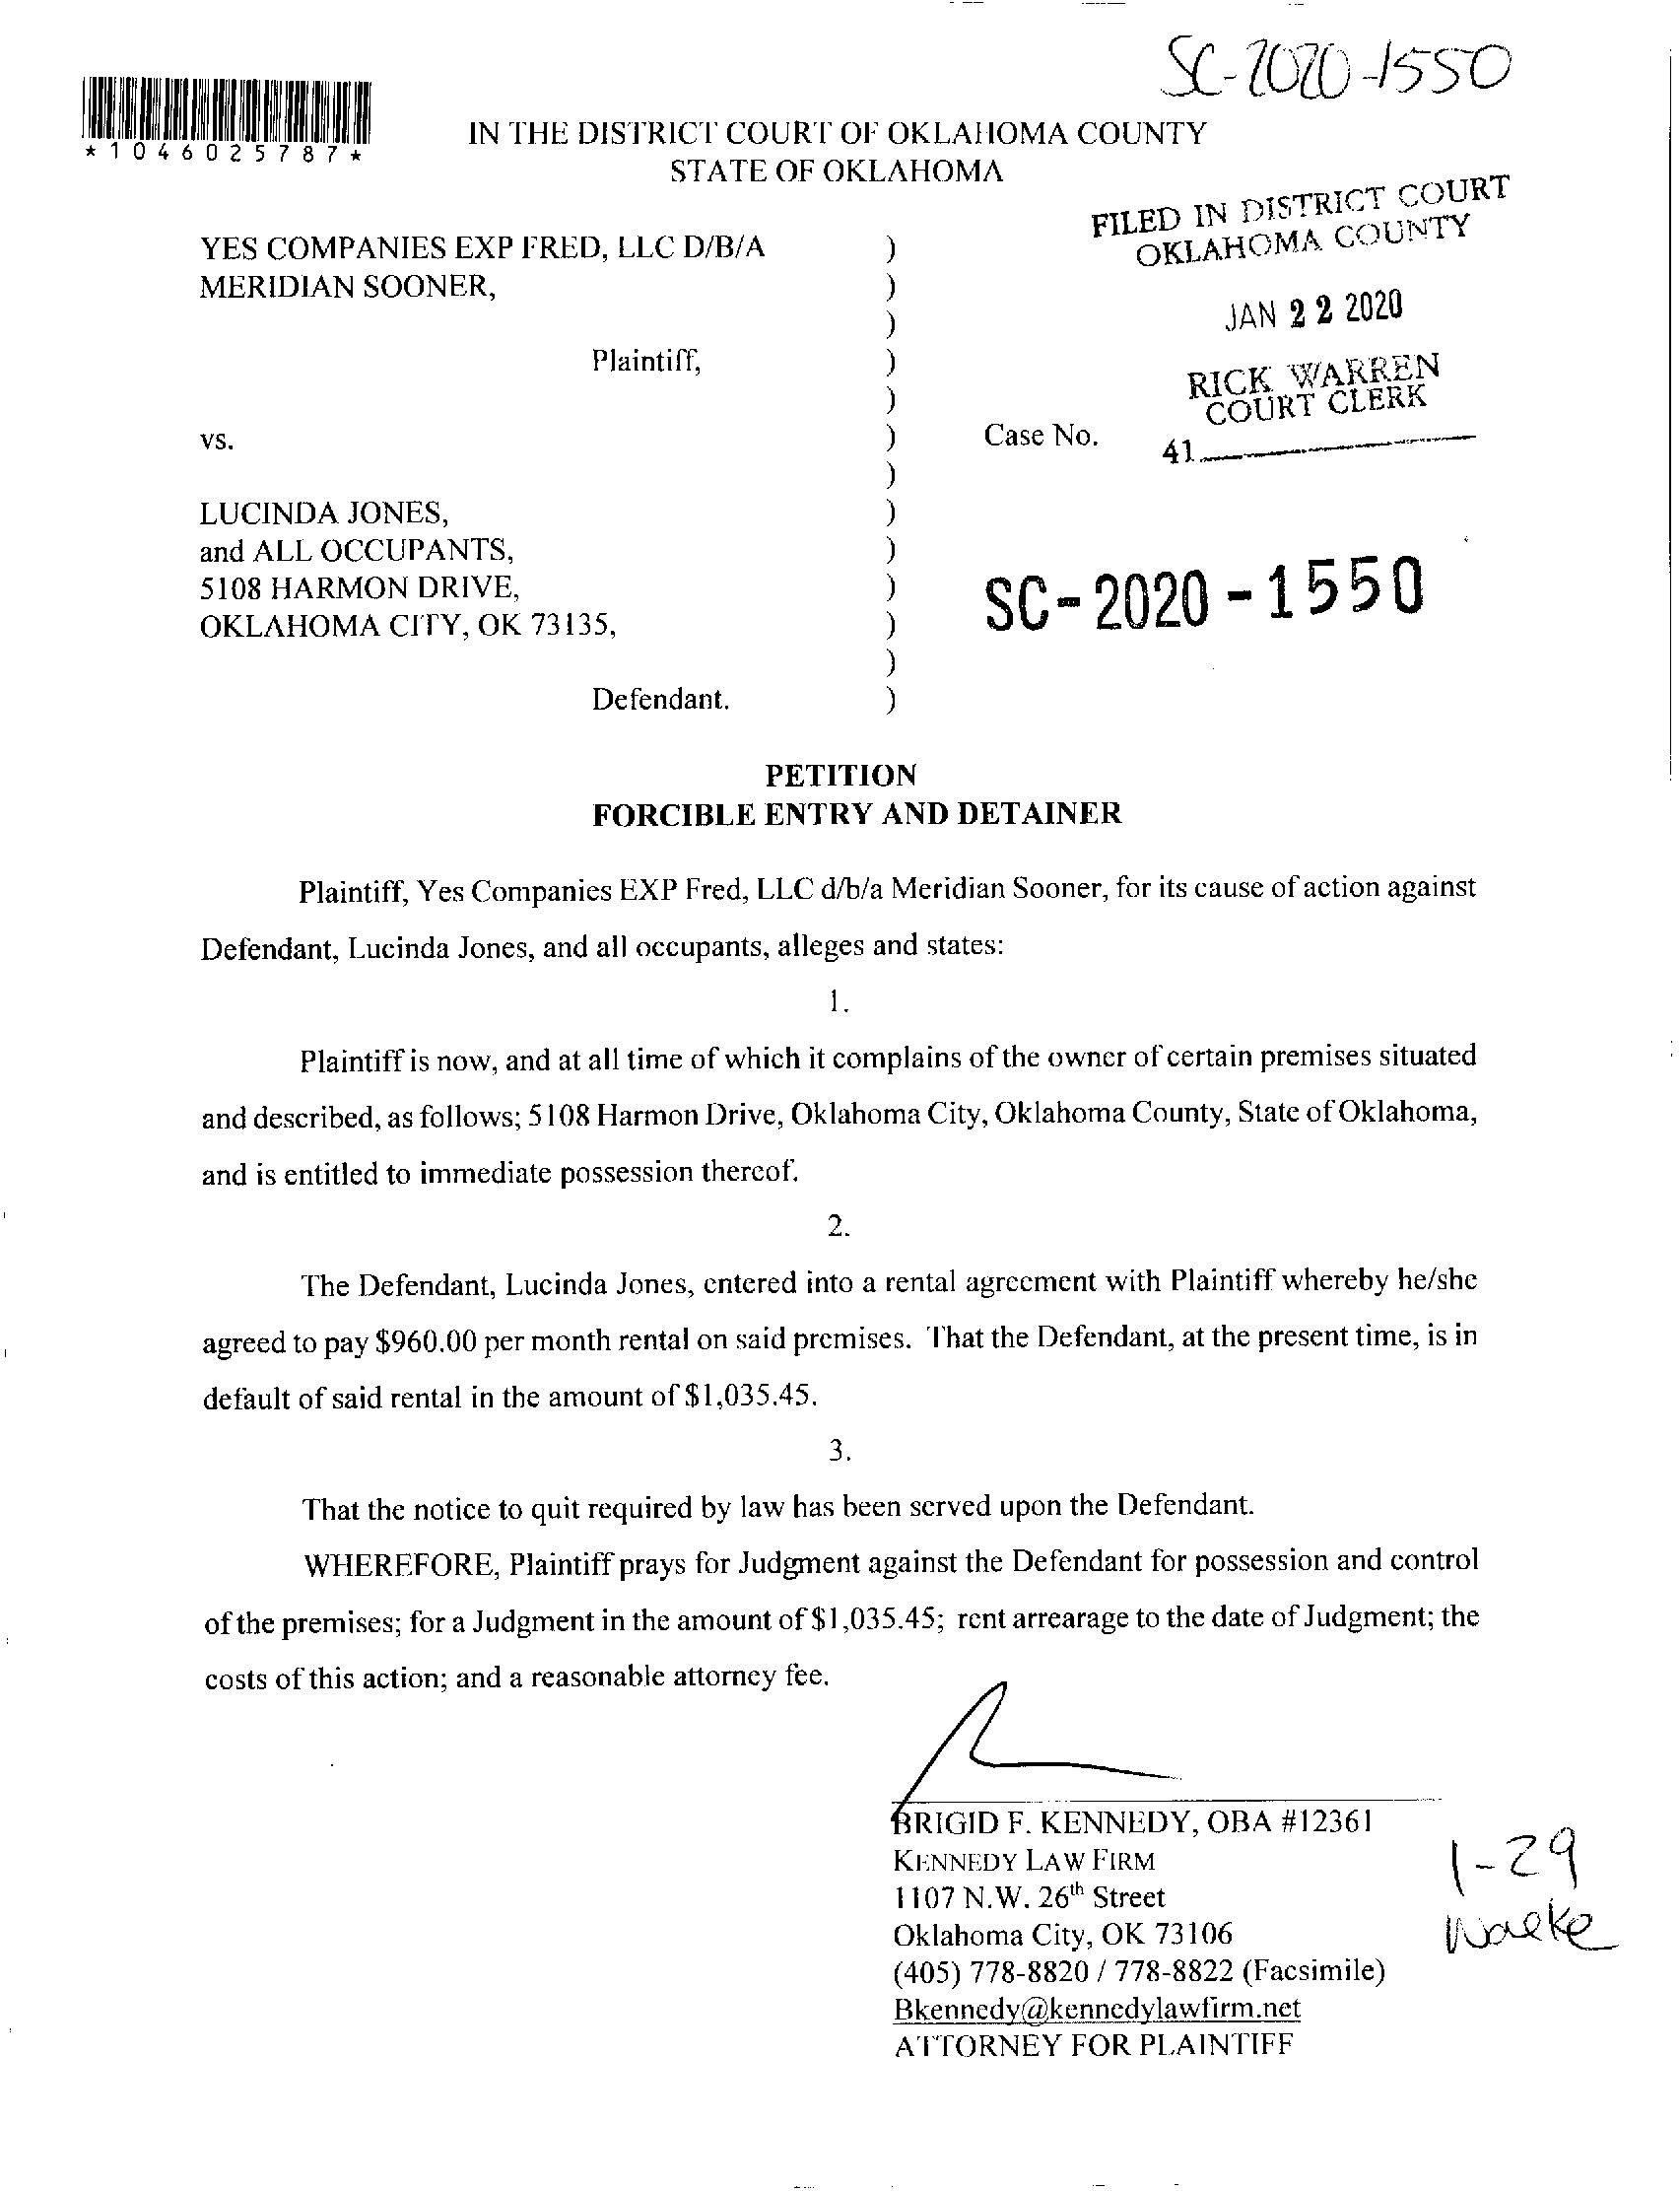 SC-2020-1550
*1046025787*
IN THE DISTRICT COURT OF OKLAHOMA COUNTY
STATE OF OKLAHOMA
FILED IN DISTRICT COURT
OKLAHOMA COUNTY
JAN 22 2020
RICK WARREN
COURT CLERK
41
YES COMPANIES EXP FRED, LLC D/B/A )
MERIDIAN SOONER, )
)
Plaintiff, )
)
vs. ) Case No.
)
LUCINDA JONES, )
and ALL OCCUPANTS, )
5108 HARMON DRIVE, ) SC-2020-1550
OKLAHOMA CITY, OK 73135, )
)
Defendant. )
PETITION
FORCIBLE ENTRY AND DETAINER
Plaintiff, Yes Companies EXP Fred, LLC d/b/a Meridian Sooner, for its cause of action against
Defendant, Lucinda Jones, and all occupants, alleges and states:
1.
Plaintiff is now, and at all time of which it complains of the owner of certain premises situated
and described, as follows; 5108 Harmon Drive, Oklahoma City, Oklahoma County, State of Oklahoma,
and is entitled to immediate possession thereof.
2.
The Defendant, Lucinda Jones, entered into a rental agreement with Plaintiff whereby he/she
agreed to pay $960.00 per month rental on said premises. That the Defendant, at the present time, is in
default of said rental in the amount of $1,035.45.
3.
That the notice to quit required by law has been served upon the Defendant.
WHEREFORE, Plaintiff prays for Judgment against the Defendant for possession and control
of the premises; for a Judgment in the amount of $1,035.45; rent arrearage to the date of Judgment; the
costs of this action; and a reasonable attorney fee.
BRIGID F. KENNEDY, OBA #12361
KENNEDY LAW FIRM
1107 N.W. 26th Street
Oklahoma City, OK 73106
(405) 778-8820 / 778-8822 (Facsimile)
Bkennedy@kennedylawfirm.net
ATTORNEY FOR PLAINTIFF
1-29